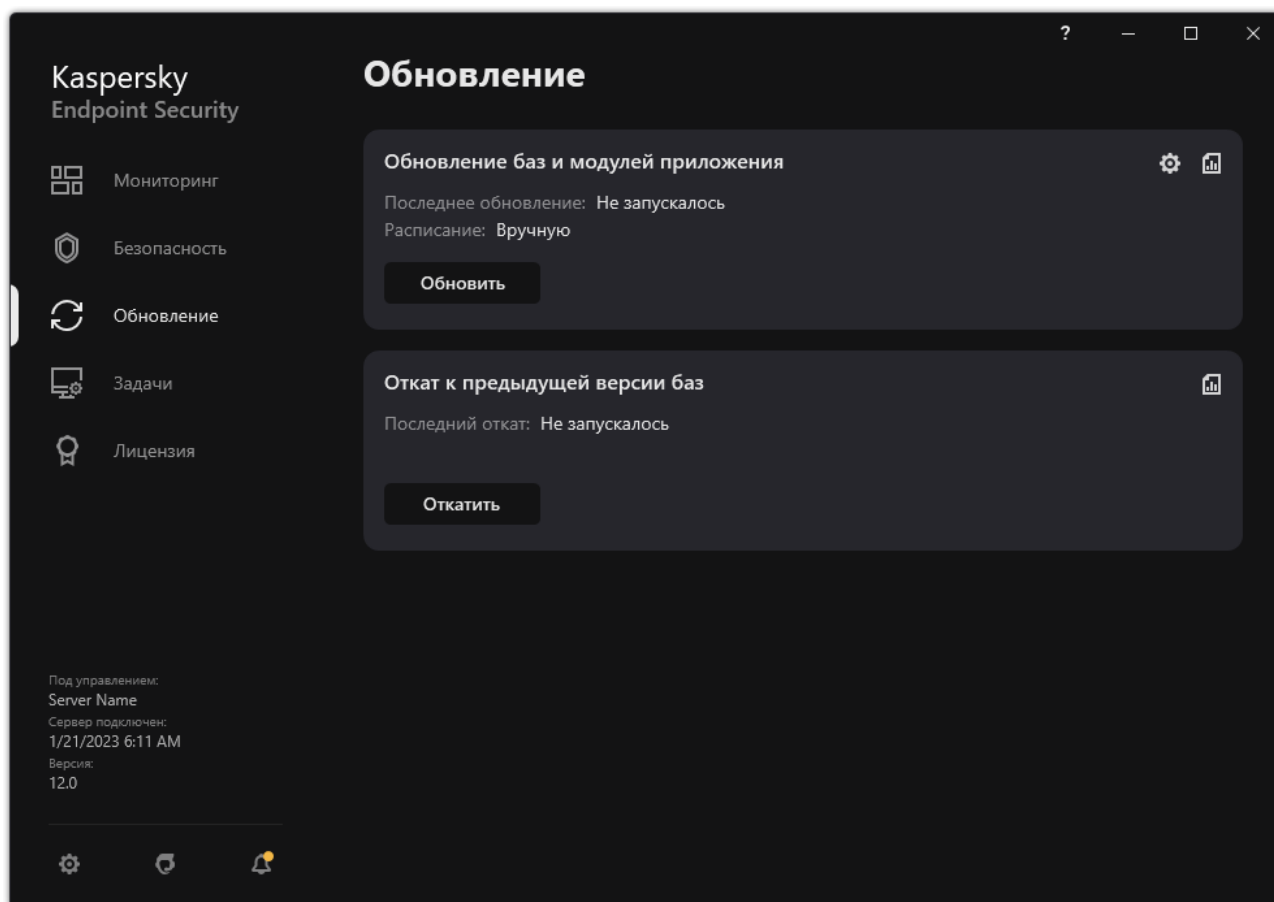 ?
Kaspersky
Endpoint Security
Мониторинг
Безопасность
Обновление
Задачи
Лицензия
Под управлением:
Server Name
Сервер подключен:
1/21/2023 6:11 AM
Версия:
12.0
Обновление
Обновление баз и модулей приложения
Последнее обновление: Не запускалось
Расписание: Вручную
Обновить
Откат к предыдущей версии баз
Последний откат: Не запускалось
Откатить